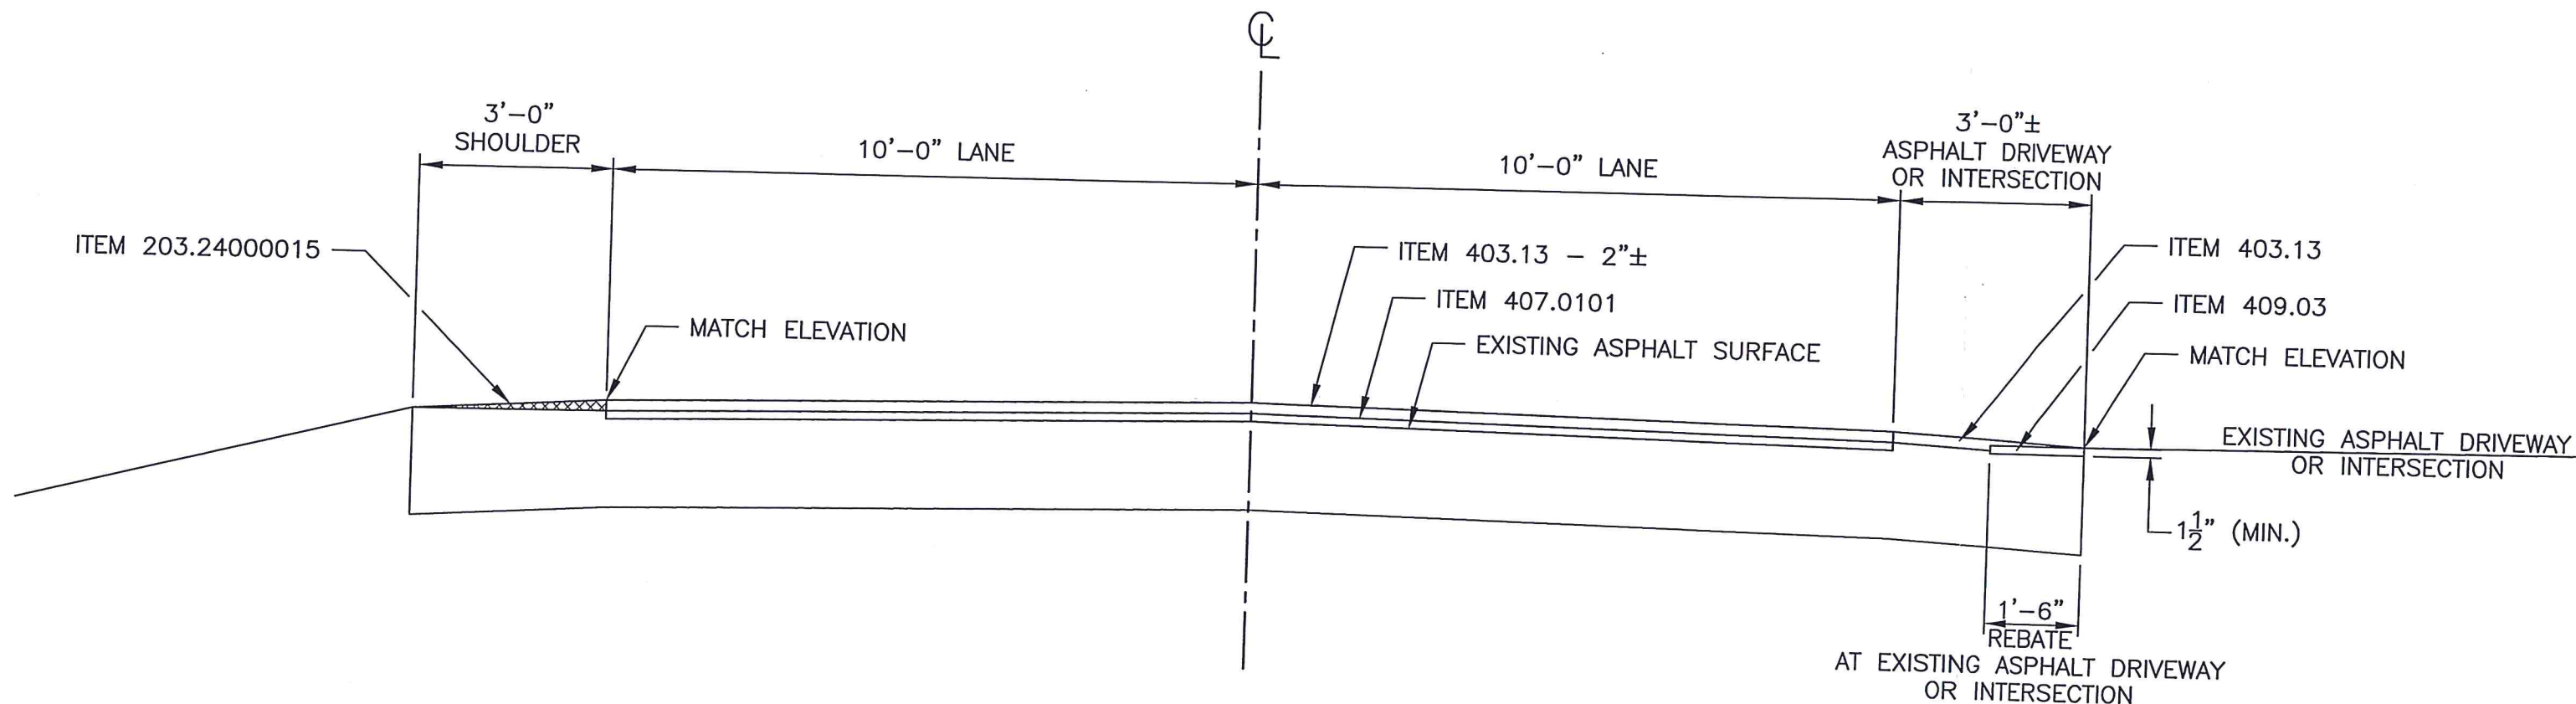 ℄
3'-0"
SHOULDER
10'-0" LANE
10'-0" LANE
3'-0"±
ASPHALT DRIVEWAY
OR INTERSECTION
ITEM 203.24000015
MATCH ELEVATION
ITEM 403.13 - 2"±
ITEM 407.0101
EXISTING ASPHALT SURFACE
ITEM 403.13
ITEM 409.03
MATCH ELEVATION
EXISTING ASPHALT DRIVEWAY
OR INTERSECTION
1½" (MIN.)
1'-6"
REBATE
AT EXISTING ASPHALT DRIVEWAY
OR INTERSECTION